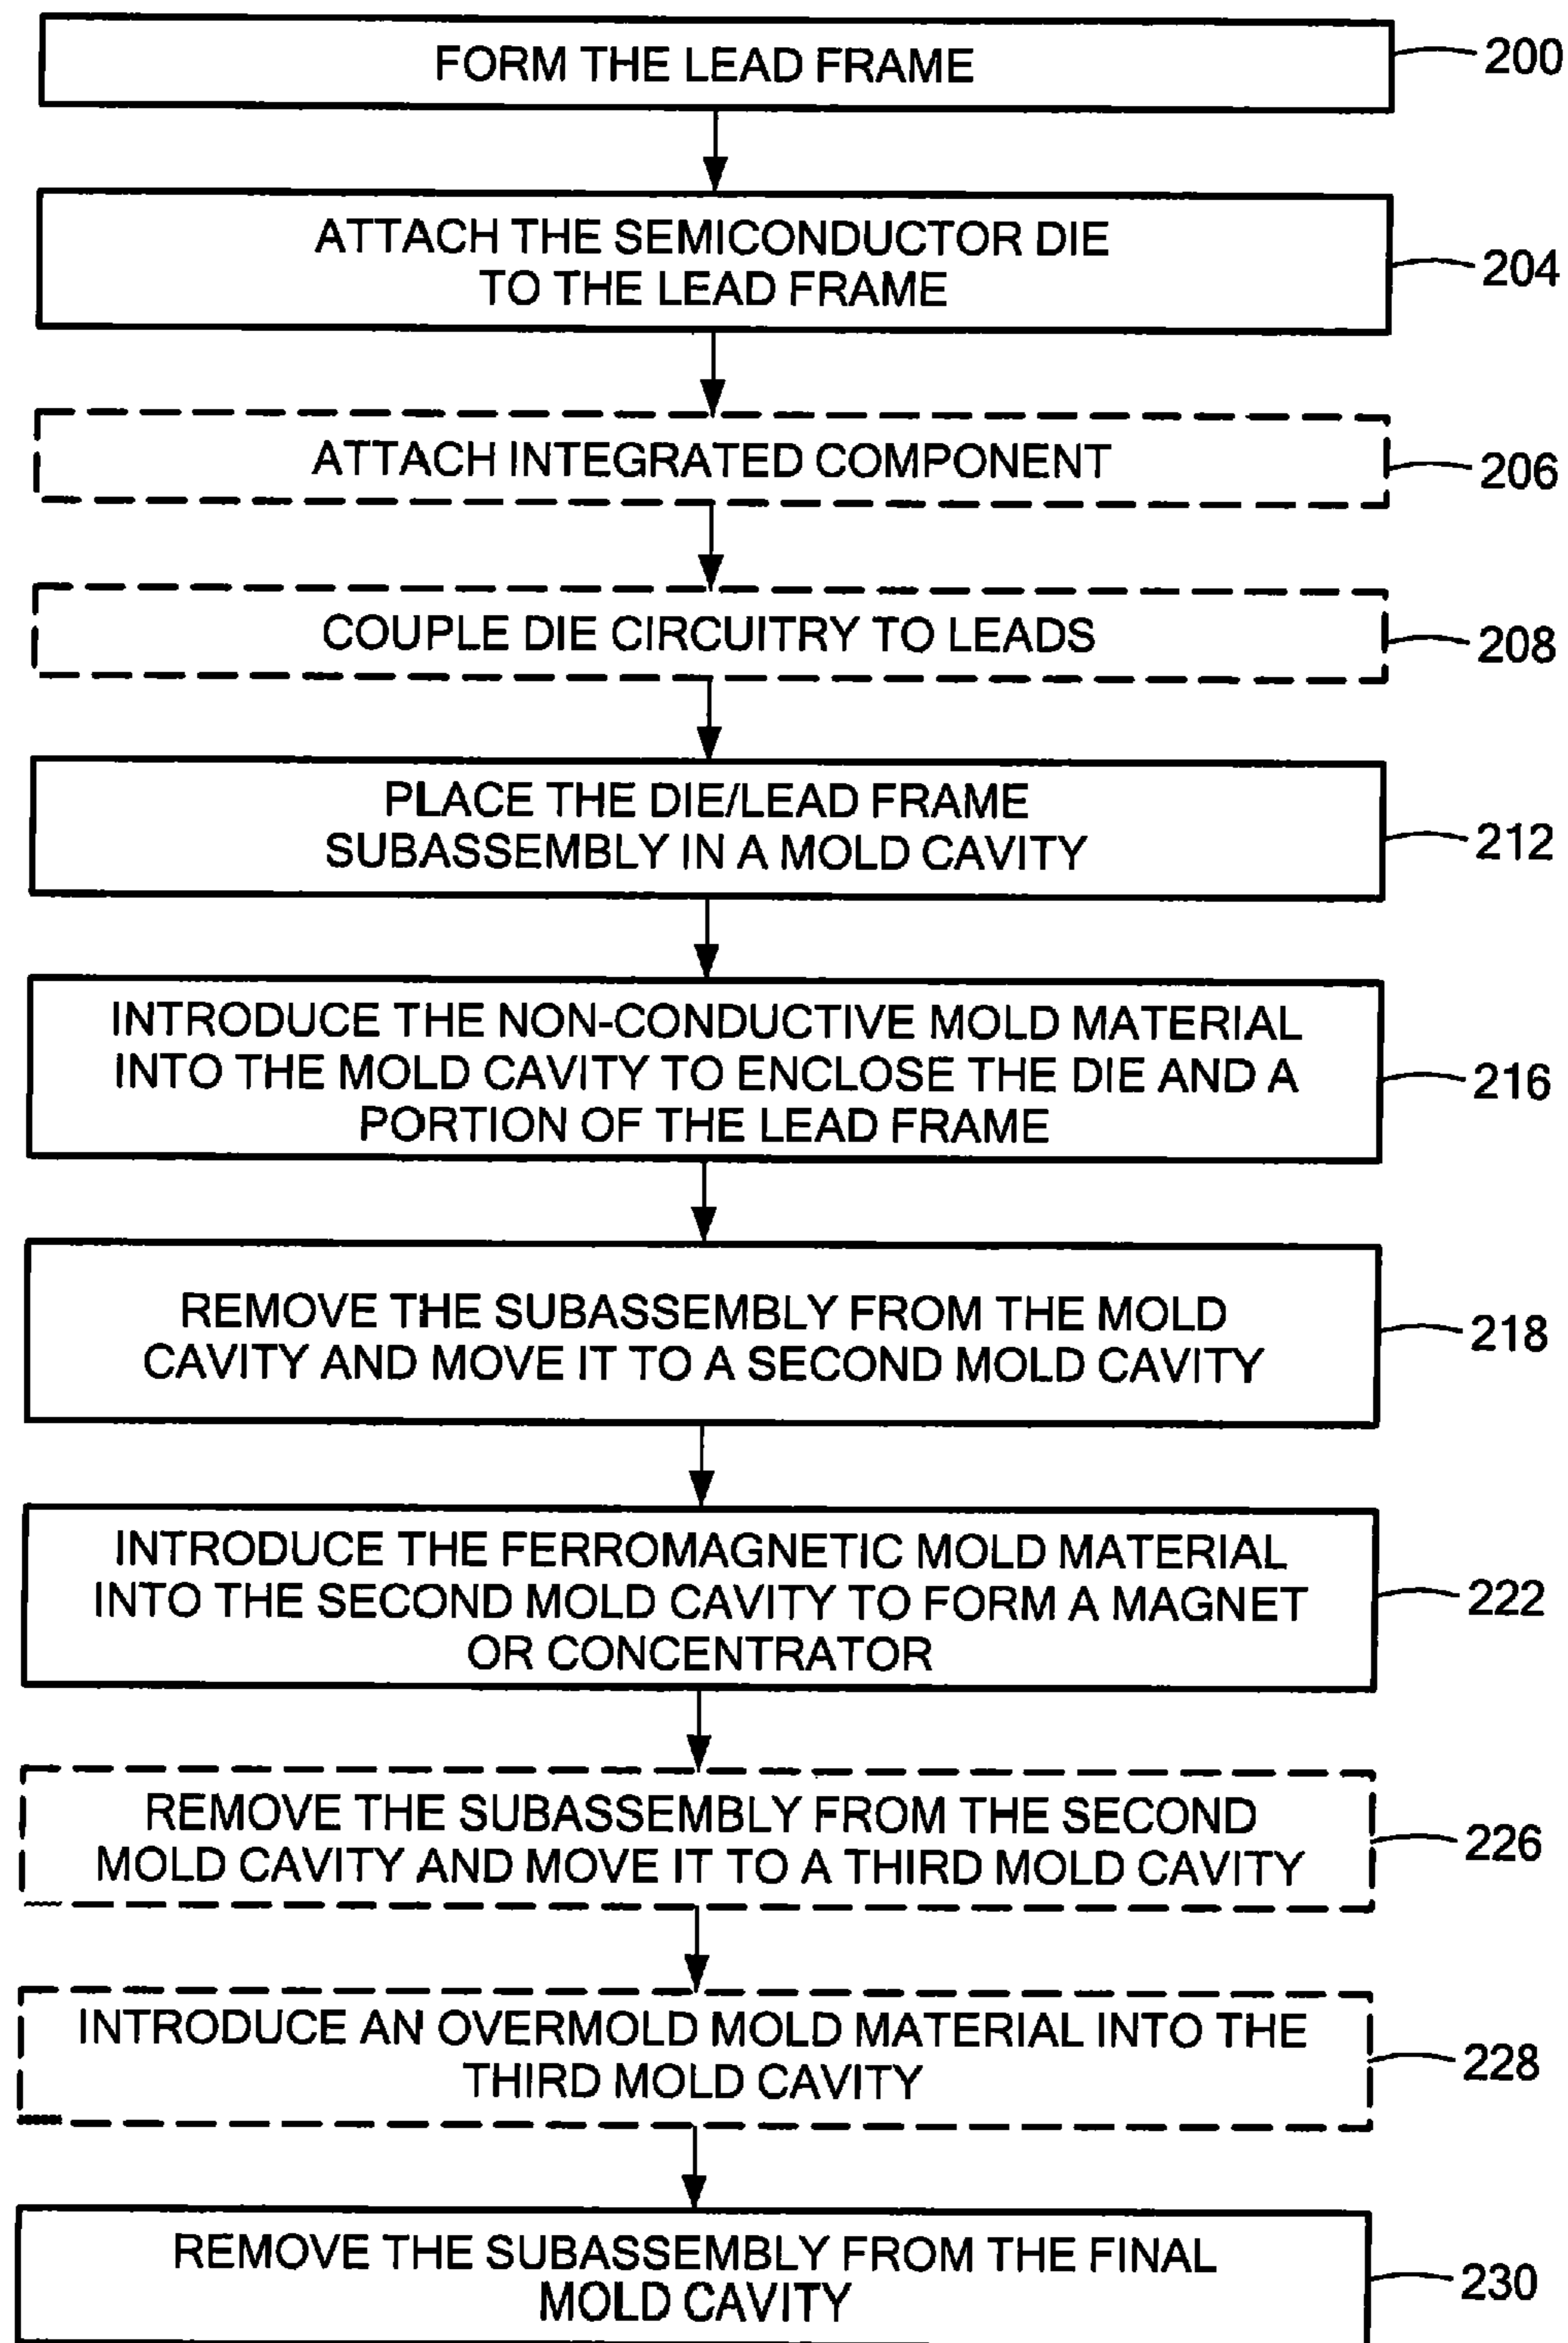 FORM THE LEAD FRAME
200
ATTACH THE SEMICONDUCTOR DIE
TO THE LEAD FRAME
204
ATTACH INTEGRATED COMPONENT
206
COUPLE DIE CIRCUITRY TO LEADS
208
PLACE THE DIE/LEAD FRAME
SUBASSEMBLY IN A MOLD CAVITY
212
INTRODUCE THE NON-CONDUCTIVE MOLD MATERIAL
INTO THE MOLD CAVITY TO ENCLOSE THE DIE AND A
PORTION OF THE LEAD FRAME
216
REMOVE THE SUBASSEMBLY FROM THE MOLD
CAVITY AND MOVE IT TO A SECOND MOLD CAVITY
218
INTRODUCE THE FERROMAGNETIC MOLD MATERIAL
INTO THE SECOND MOLD CAVITY TO FORM A MAGNET
OR CONCENTRATOR
222
REMOVE THE SUBASSEMBLY FROM THE SECOND
MOLD CAVITY AND MOVE IT TO A THIRD MOLD CAVITY
226
INTRODUCE AN OVERMOLD MOLD MATERIAL INTO THE
THIRD MOLD CAVITY
228
REMOVE THE SUBASSEMBLY FROM THE FINAL
MOLD CAVITY
230